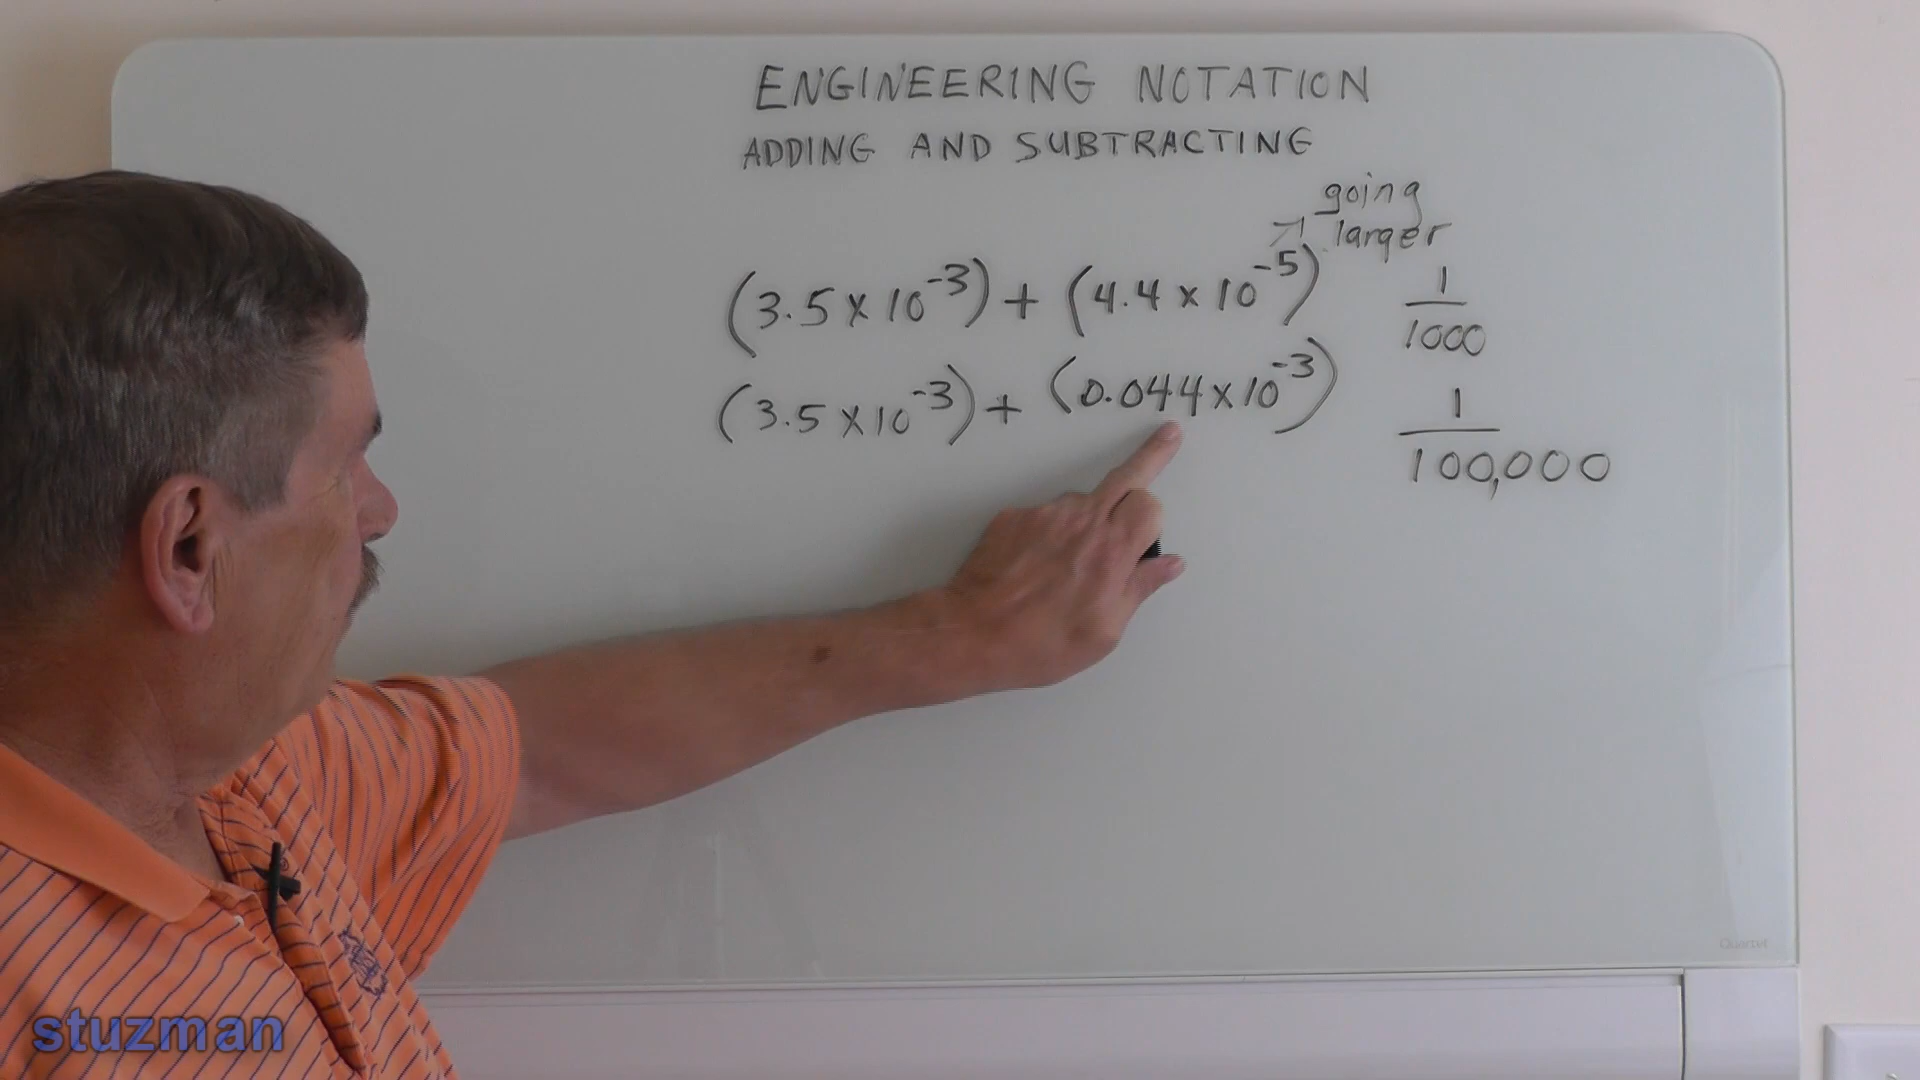 ENGINEERING NOTATION
ADDING AND SUBTRACTING
going
larger
(3.5 x 10⁻³) + (4.4 x 10⁻⁵)
1/1000
(3.5 x 10⁻³) + (0.044 x 10⁻³)
1/100,000
Quartet
stuzman